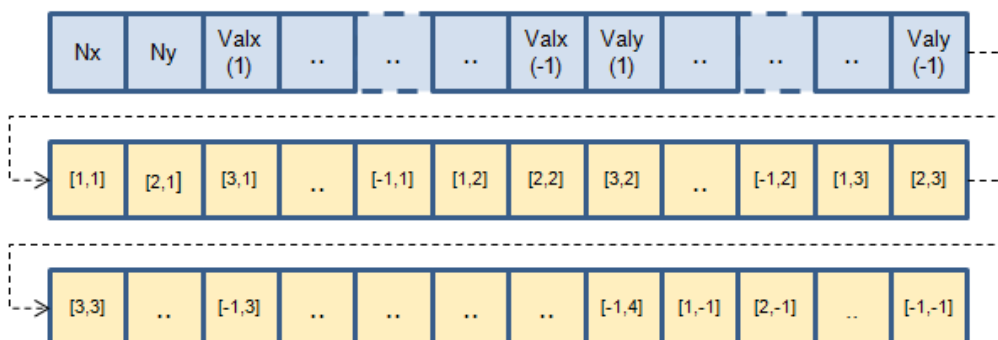 Nx Ny Valx (1) .. .. .. Valx (-1) Valy (1) .. .. .. Valy (-1)
[1,1] [2,1] [3,1] .. [-1,1] [1,2] [2,2] [3,2] .. [-1,2] [1,3] [2,3]
[3,3] .. [-1,3] .. .. .. .. [-1,4] [1,-1] [2,-1] .. [-1,-1]